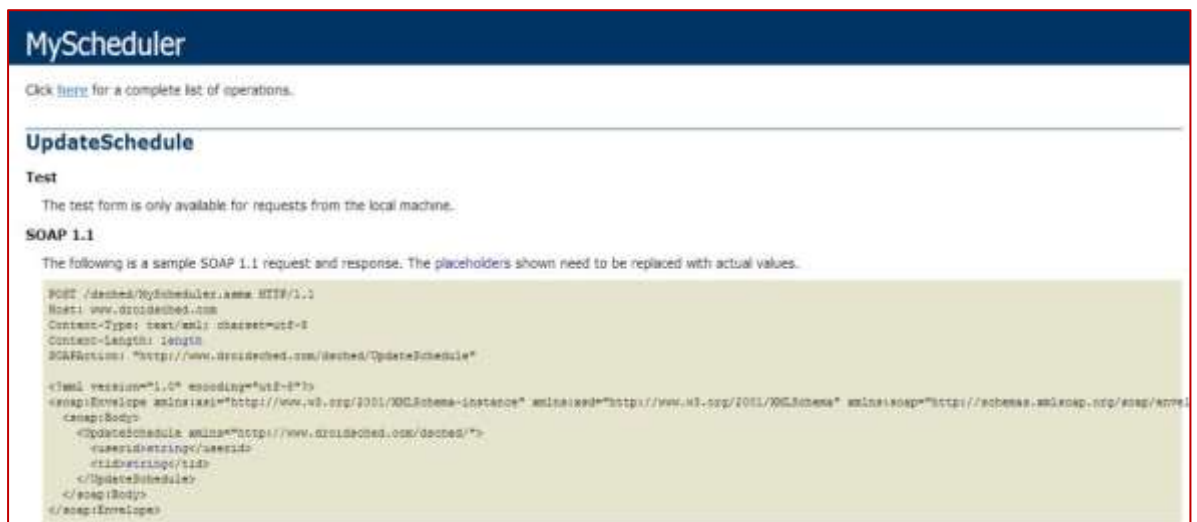 MyScheduler
Click here for a complete list of operations.
UpdateSchedule
Test
The test form is only available for requests from the local machine.
SOAP 1.1
The following is a sample SOAP 1.1 request and response. The placeholders shown need to be replaced with actual values.
POST /dsched/MyScheduler.asmx HTTP/1.1
Host: www.droidsched.com
Content-Type: text/xml; charset=utf-8
Content-Length: length
SOAPAction: "http://www.droidsched.com/dsched/UpdateSchedule"
<?xml version="1.0" encoding="utf-8"?>
<soap:Envelope xmlns:xsi="http://www.w3.org/2001/XMLSchema-instance" xmlns:xsd="http://www.w3.org/2001/XMLSchema" xmlns:soap="http://schemas.xmlsoap.org/soap/envel
<soap:Body>
<UpdateSchedule xmlns="http://www.droidsched.com/dsched/">
<userid>string</userid>
<tid>string</tid>
</UpdateSchedule>
</soap:Body>
</soap:Envelope>